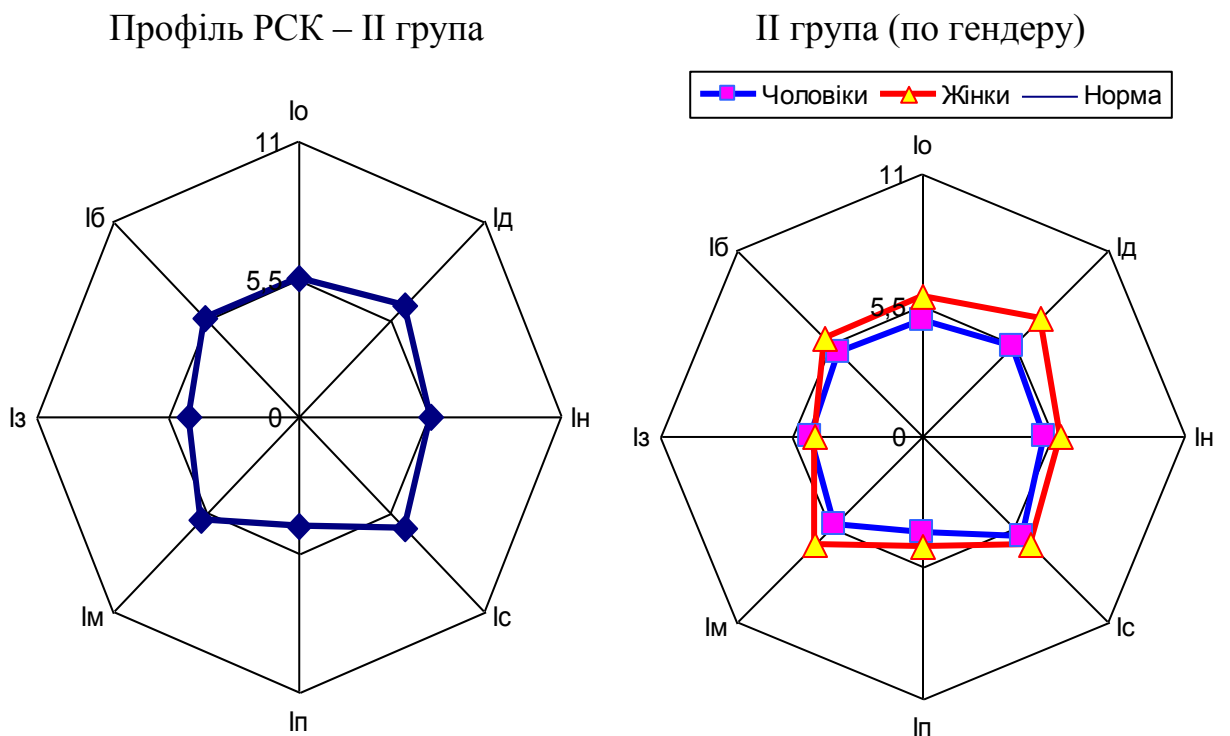 Профіль РСК – ІІ група
Іо
11
Іб
Ід
5,5
Із
0
Ін
Ім
Іс
Іп
ІІ група (по гендеру)
Чоловіки Жінки Норма
Іо
11
Іб
Ід
5,5
Із
0
Ін
Ім
Іс
Іп